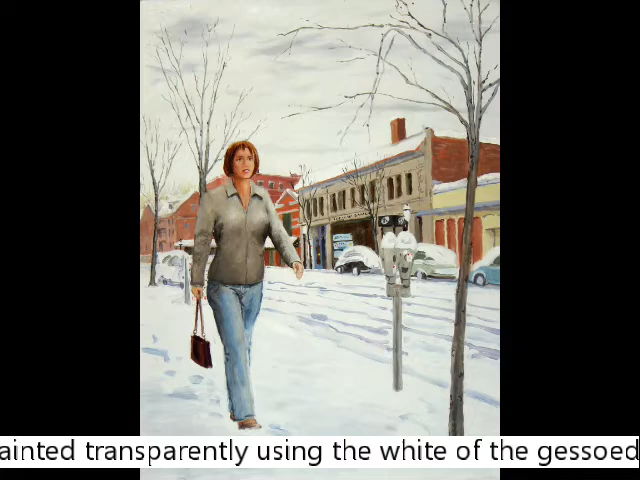 ainted transparently using the white of the gessoed